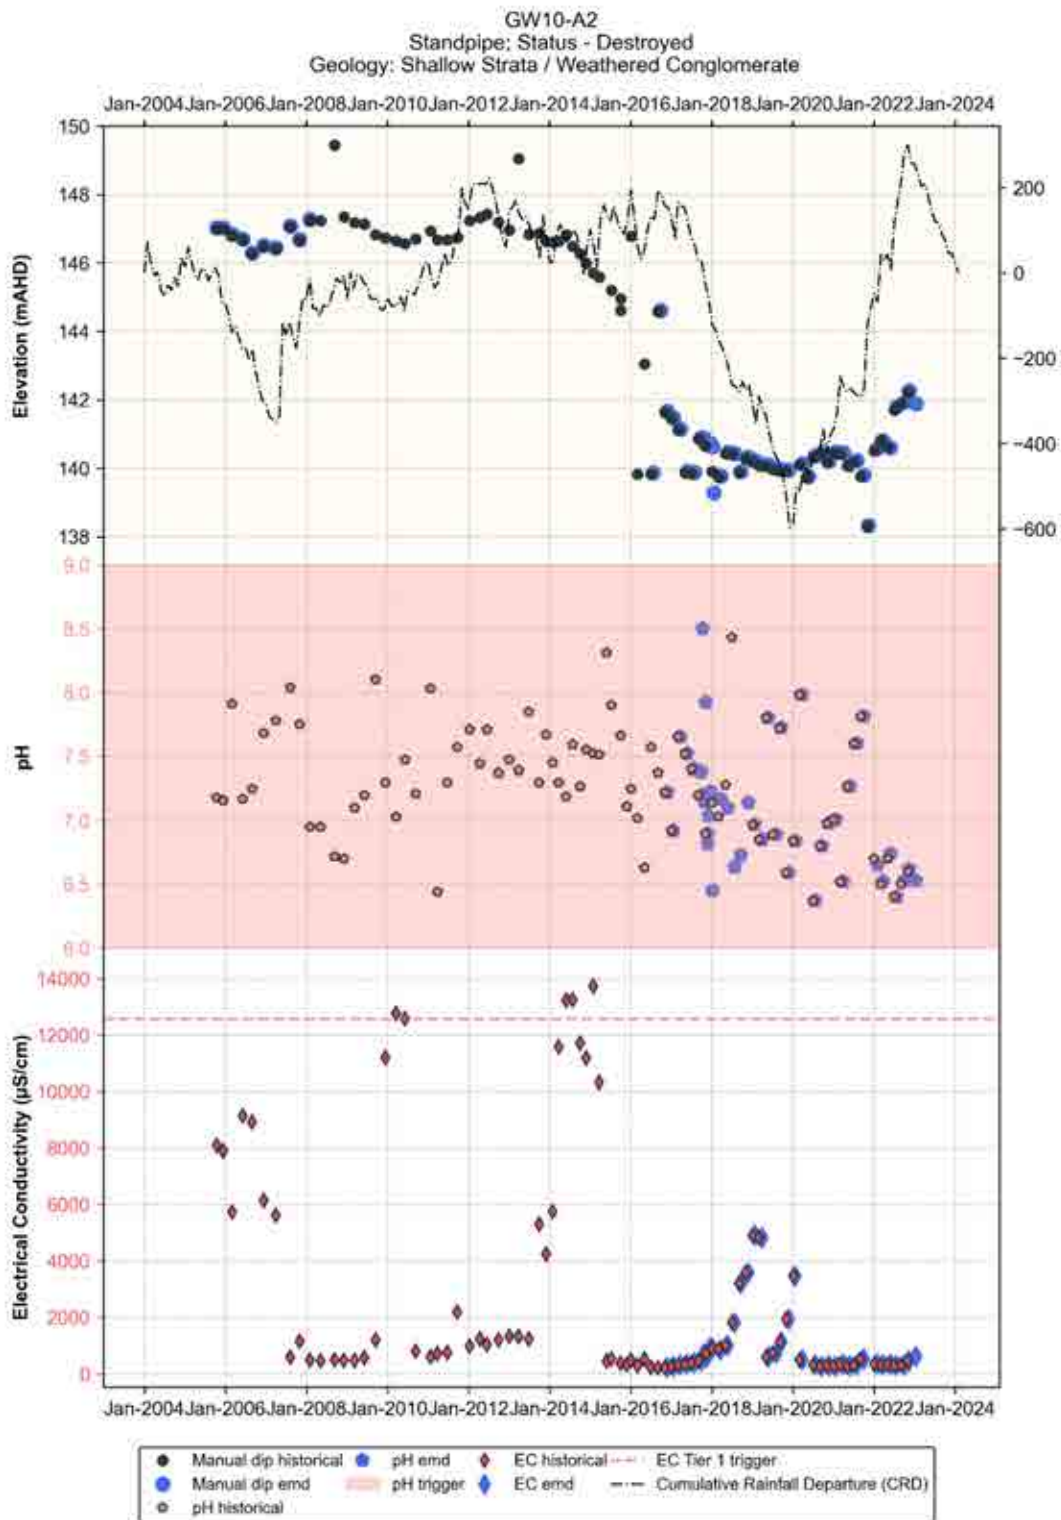 GW10-A2
Standpipe; Status - Destroyed
Geology: Shallow Strata / Weathered Conglomerate
Jan-2004 Jan-2006 Jan-2008 Jan-2010 Jan-2012 Jan-2014 Jan-2016 Jan-2018 Jan-2020 Jan-2022 Jan-2024
150
148
146
144
142
140
138
Elevation (mAHD)
200
0
−200
−400
−600
9.0
8.5
8.0
7.5
7.0
6.5
6.0
pH
14000
12000
10000
8000
6000
4000
2000
0
Electrical Conductivity (µS/cm)
Jan-2004 Jan-2006 Jan-2008 Jan-2010 Jan-2012 Jan-2014 Jan-2016 Jan-2018 Jan-2020 Jan-2022 Jan-2024
Manual dip historical pH emd EC historical EC Tier 1 trigger
Manual dip emd pH trigger EC emd Cumulative Rainfall Departure (CRD)
pH historical